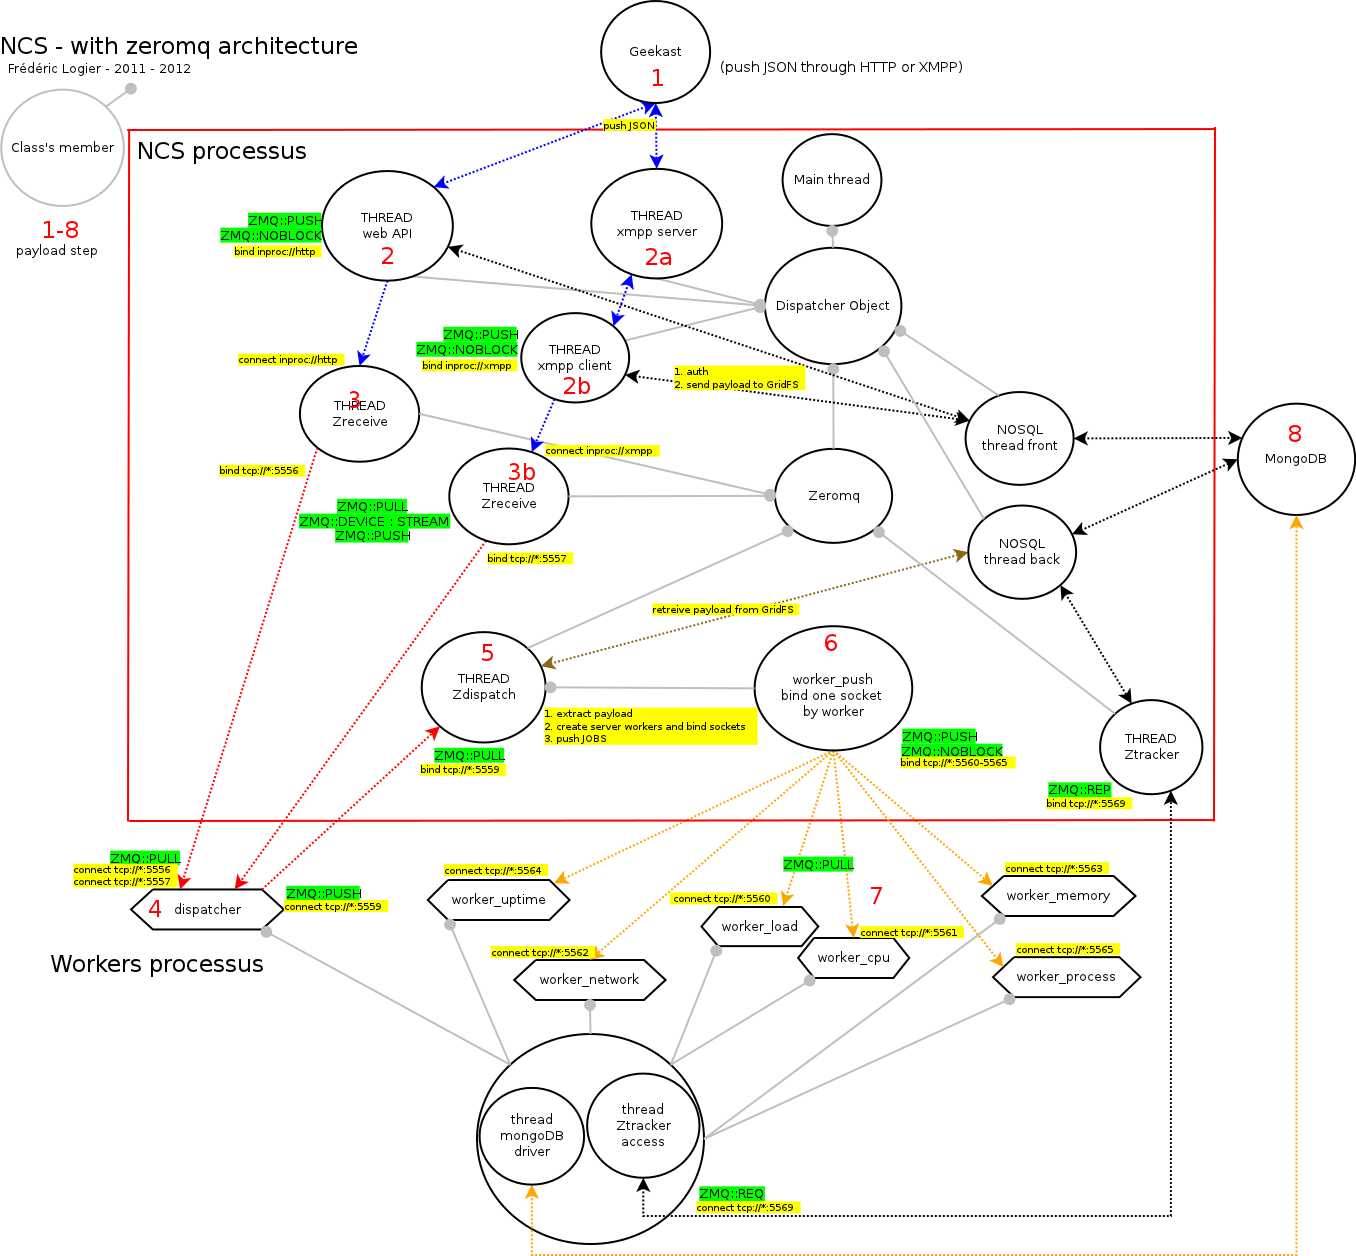 NCS - with zeromq architecture
Frédéric Logier - 2011 - 2012
Class's member
1-8
payload step
Geekast
1
(push JSON through HTTP or XMPP)
push JSON
NCS processus
Main thread
THREAD
web API
2
ZMQ::PUSH
ZMQ::NOBLOCK
bind inproc://http
THREAD
xmpp server
2a
Dispatcher Object
ZMQ::PUSH
ZMQ::NOBLOCK
bind inproc://xmpp
THREAD
xmpp client
2b
1. auth
2. send payload to GridFS
connect inproc://http
3
THREAD
Zreceive
NOSQL
thread front
8
MongoDB
connect inproc://xmpp
bind tcp://*:5556
3b
THREAD
Zreceive
Zeromq
ZMQ::PULL
ZMQ::DEVICE : STREAM
ZMQ::PUSH
bind tcp://*:5557
NOSQL
thread back
retreive payload from GridFS
5
THREAD
Zdispatch
6
worker_push
bind one socket
by worker
1. extract payload
2. create server workers and bind sockets
3. push JOBS
ZMQ::PULL
bind tcp://*:5559
ZMQ::PUSH
ZMQ::NOBLOCK
bind tcp://*:5560-5565
THREAD
Ztracker
ZMQ::REP
bind tcp://*:5569
ZMQ::PULL
connect tcp://*:5556
connect tcp://*:5557
4
dispatcher
ZMQ::PUSH
connect tcp://*:5559
Workers processus
connect tcp://*:5564
worker_uptime
ZMQ::PULL
7
connect tcp://*:5560
worker_load
connect tcp://*:5561
worker_cpu
connect tcp://*:5563
worker_memory
connect tcp://*:5562
worker_network
connect tcp://*:5565
worker_process
thread
mongoDB
driver
thread
Ztracker
access
ZMQ::REQ
connect tcp://*:5569